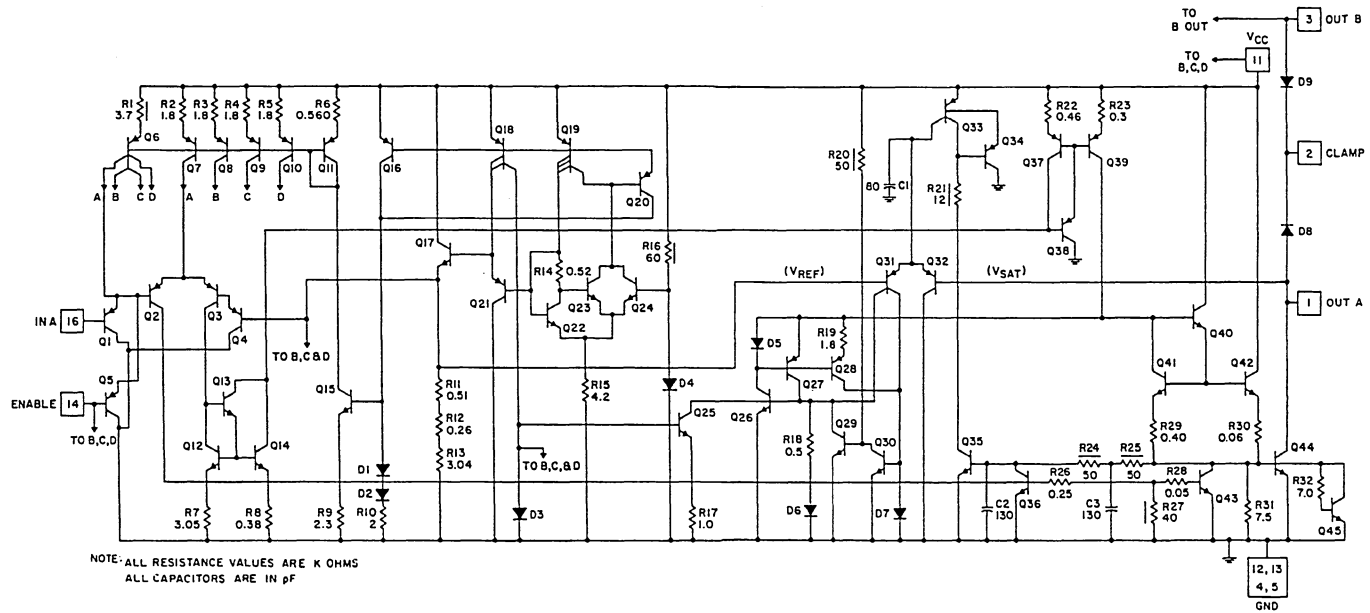 TO
B OUT
3 OUT B
VCC
TO
B,C,D
11
D9
R1
3.7
R2
1.8
R3
1.8
R4
1.8
R5
1.8
R6
0.560
Q6
Q7
Q8
Q9
Q10
Q11
Q16
Q18
Q19
Q20
A
B
C
D
A
B
C
D
R20
50
80
C1
Q33
Q34
R21
12
R22
0.46
R23
0.3
Q37
Q39
Q38
2 CLAMP
D8
Q17
R14
0.52
R16
60
Q21
Q23
Q24
Q22
(VREF)
Q31
Q32
(VSAT)
1 OUT A
IN A 16
Q1
Q2
Q3
Q4
TO B,C & D
Q5
ENABLE 14
TO B,C,D
Q13
Q12
Q14
Q15
R11
0.51
R12
0.26
R13
3.04
R15
4.2
D4
D5
R19
1.8
Q27
Q28
Q26
Q25
TO B,C,& D
R18
0.5
Q29
Q30
Q40
Q41
Q42
R29
0.40
R30
0.06
Q35
R24
50
R25
50
Q44
R26
0.25
R28
0.05
R32
7.0
Q36
C2
130
C3
130
R27
40
Q43
R31
7.5
Q45
R7
3.05
R8
0.38
R9
2.3
D1
D2
R10
2
D3
R17
1.0
D6
D7
NOTE: ALL RESISTANCE VALUES ARE K OHMS
ALL CAPACITORS ARE IN pF
12, 13
4, 5
GND